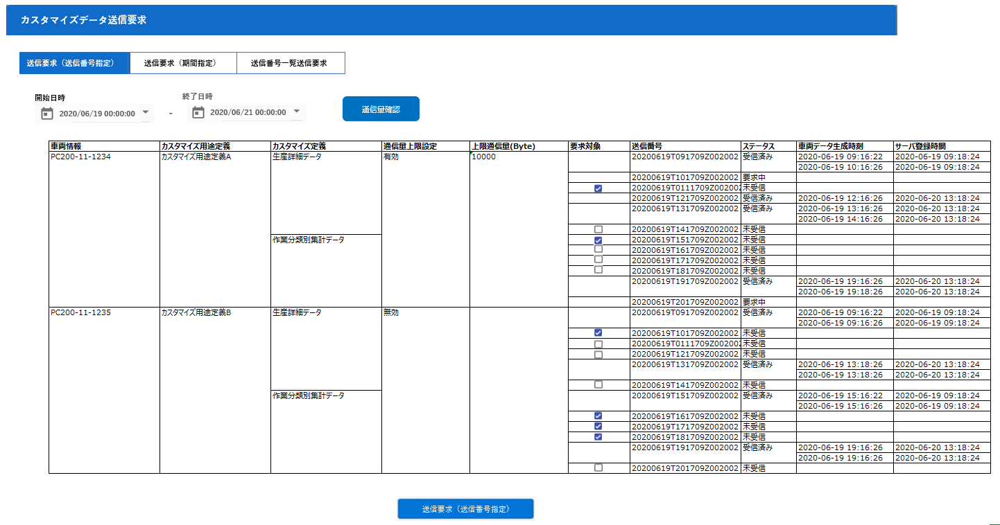 カスタマイズデータ送信要求
送信要求（送信番号指定） 送信要求（期間指定） 送信番号一覧送信要求
開始日時 終了日時
2020/06/19 00:00:00 - 2020/06/21 00:00:00 通信量確認
車両情報 カスタマイズ用途定義 カスタマイズ定義 通信量上限設定 上限通信量(Byte) 要求対象 送信番号 ステータス 車両データ生成時刻 サーバ登録時間
PC200-11-1234 カスタマイズ用途定義A 生産詳細データ 有効 10000 20200619T091709Z002002 受信済み 2020-06-19 09:16:22 2020-06-19 09:18:24
2020-06-19 10:16:26 2020-06-19 09:18:24
20200619T101709Z002002 要求中
20200619T0111709Z002002 未受信
20200619T121709Z002002 受信済み 2020-06-19 12:16:26 2020-06-20 13:18:24
20200619T131709Z002002 受信済み 2020-06-19 13:16:26 2020-06-20 13:18:24
2020-06-19 14:16:26 2020-06-20 13:18:24
20200619T141709Z002002 未受信
作業分類別集計データ 20200619T151709Z002002 未受信
20200619T161709Z002002 未受信
20200619T171709Z002002 未受信
20200619T181709Z002002 未受信
20200619T191709Z002002 受信済み 2020-06-19 19:16:26 2020-06-20 13:18:24
2020-06-19 19:18:26 2020-06-20 13:18:24
20200619T201709Z002002 要求中
PC200-11-1235 カスタマイズ用途定義B 生産詳細データ 無効 20200619T091709Z002002 受信済み 2020-06-19 09:16:22 2020-06-19 09:18:24
2020-06-19 09:16:26 2020-06-19 09:18:24
20200619T101709Z002002 未受信
20200619T0111709Z002002 未受信
20200619T121709Z002002 未受信
20200619T131709Z002002 受信済み 2020-06-19 13:18:26 2020-06-20 13:18:24
2020-06-19 13:18:26 2020-06-20 13:18:24
20200619T141709Z002002 未受信
作業分類別集計データ 20200619T151709Z002002 受信済み 2020-06-19 15:16:22 2020-06-19 09:18:24
2020-06-19 15:16:26 2020-06-19 09:18:24
20200619T161709Z002002 未受信
20200619T171709Z002002 未受信
20200619T181709Z002002 未受信
20200619T191709Z002002 受信済み 2020-06-19 19:16:26 2020-06-20 13:18:24
2020-06-19 19:16:26 2020-06-20 13:18:24
20200619T201709Z002002 未受信
送信要求（送信番号指定）